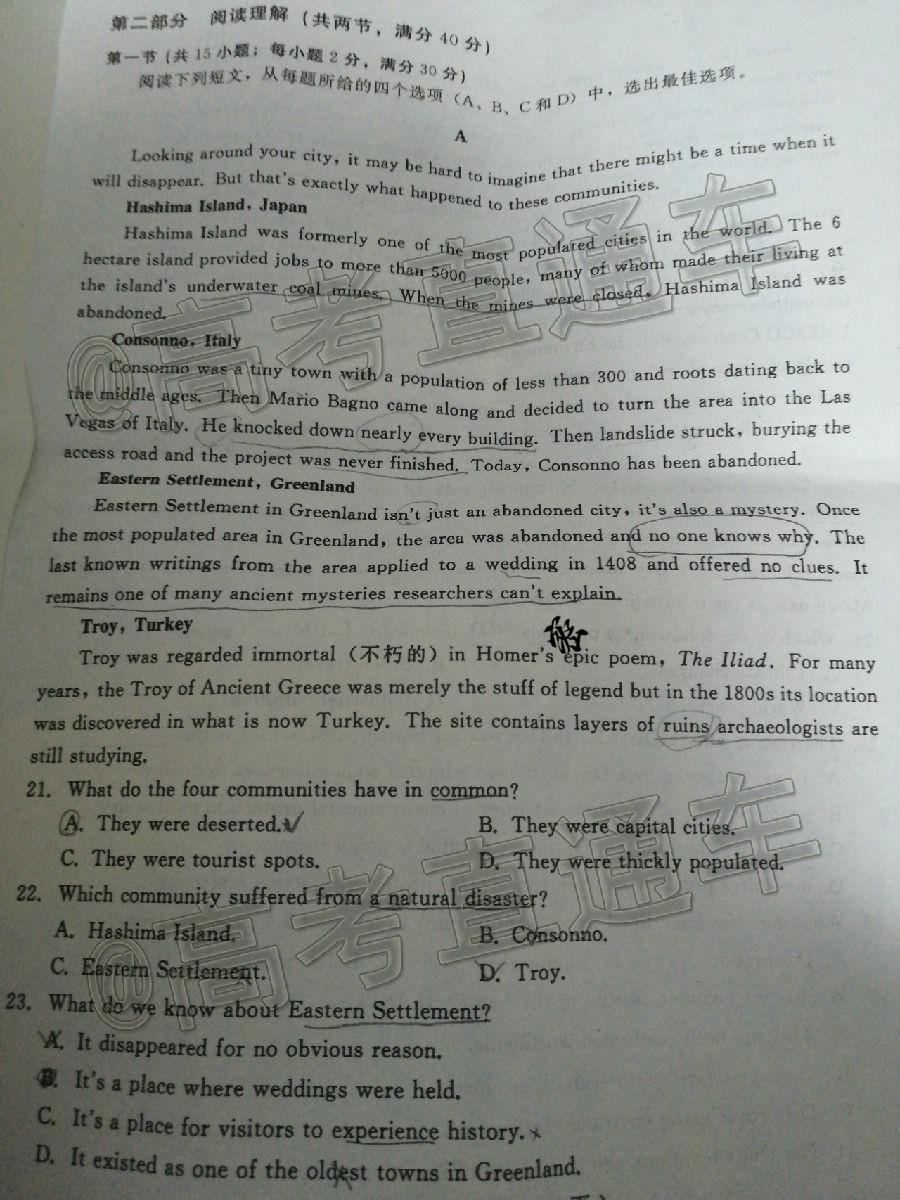 第二部分 阅读理解（共两节，满分40分）
第一节（共15小题；每小题2分，满分30分）
阅读下列短文，从每题所给的四个选项（A、B、C和D）中，选出最佳选项。
A
Looking around your city, it may be hard to imagine that there might be a time when it
will disappear. But that's exactly what happened to these communities.
Hashima Island, Japan
Hashima Island was formerly one of the most populated cities in the world. The 6
hectare island provided jobs to more than 5000 people, many of whom made their living at
the island's underwater coal mines. When the mines were closed, Hashima Island was
abandoned.
Consonno, Italy
Consonno was a tiny town with a population of less than 300 and roots dating back to
the middle ages. Then Mario Bagno came along and decided to turn the area into the Las
Vegas of Italy. He knocked down nearly every building. Then landslide struck, burying the
access road and the project was never finished. Today, Consonno has been abandoned.
Eastern Settlement, Greenland
Eastern Settlement in Greenland isn't just an abandoned city, it's also a mystery. Once
the most populated area in Greenland, the area was abandoned and no one knows why. The
last known writings from the area applied to a wedding in 1408 and offered no clues. It
remains one of many ancient mysteries researchers can't explain.
Troy, Turkey
Troy was regarded immortal（不朽的）in Homer's epic poem, The Iliad. For many
years, the Troy of Ancient Greece was merely the stuff of legend but in the 1800s its location
was discovered in what is now Turkey. The site contains layers of ruins archaeologists are
still studying.
21. What do the four communities have in common?
A. They were deserted.
B. They were capital cities.
C. They were tourist spots.
D. They were thickly populated.
22. Which community suffered from a natural disaster?
A. Hashima Island.
B. Consonno.
C. Eastern Settlement.
D. Troy.
23. What do we know about Eastern Settlement?
A. It disappeared for no obvious reason.
B. It's a place where weddings were held.
C. It's a place for visitors to experience history.
D. It existed as one of the oldest towns in Greenland.
@高考直通车
@高考直通车